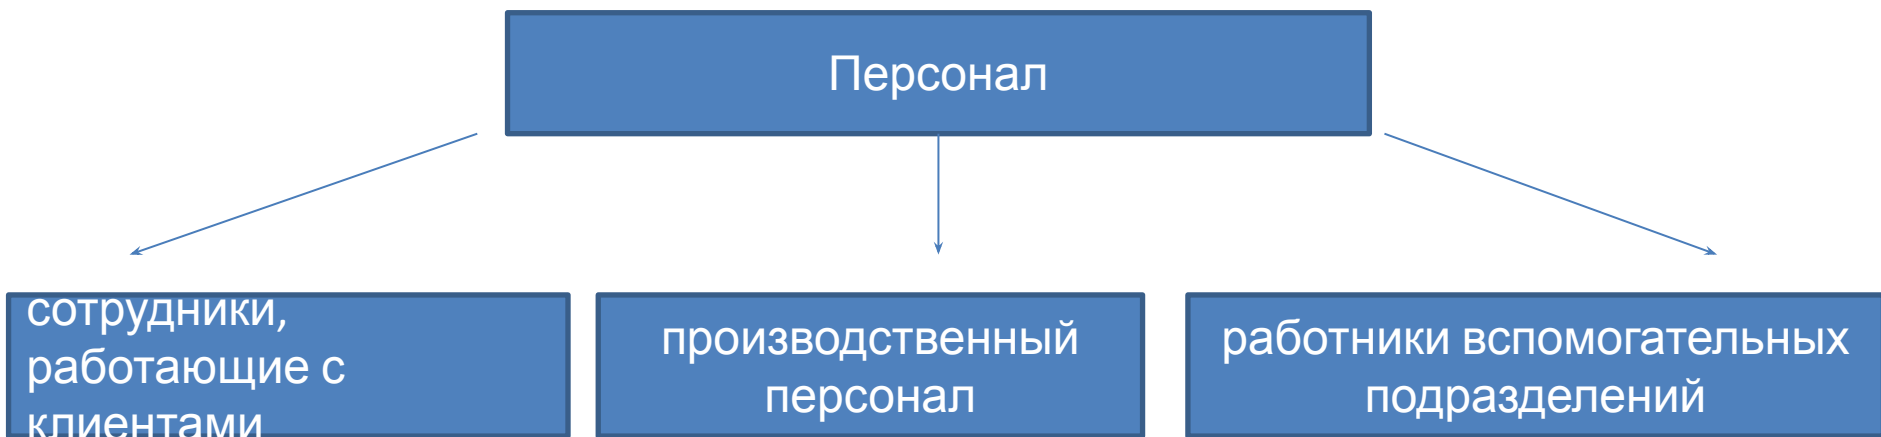 Персонал
сотрудники,
работающие с
клиентами
производственный
персонал
работники вспомогательных
подразделений